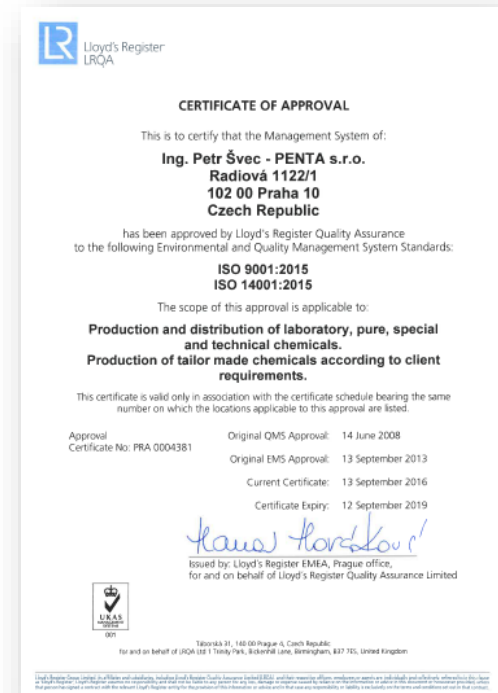 LR
Lloyd's Register
LRQA
CERTIFICATE OF APPROVAL
This is to certify that the Management System of:
Ing. Petr Švec - PENTA s.r.o.
Radiová 1122/1
102 00 Praha 10
Czech Republic
has been approved by Lloyd's Register Quality Assurance
to the following Environmental and Quality Management System Standards:
ISO 9001:2015
ISO 14001:2015
The scope of this approval is applicable to:
Production and distribution of laboratory, pure, special
and technical chemicals.
Production of tailor made chemicals according to client
requirements.
This certificate is valid only in association with the certificate schedule bearing the same
number on which the locations applicable to this approval are listed.
Approval
Certificate No: PRA 0004381
Original QMS Approval: 14 June 2008
Original EMS Approval: 13 September 2013
Current Certificate: 13 September 2016
Certificate Expiry: 12 September 2019
Issued by: Lloyd's Register EMEA, Prague office,
for and on behalf of Lloyd's Register Quality Assurance Limited
UKAS
MANAGEMENT
SYSTEMS
001
Táborská 31, 140 00 Prague 4, Czech Republic
for and on behalf of LRQA Ltd 1 Trinity Park, Bickenhill Lane, Birmingham, B37 7ES, United Kingdom